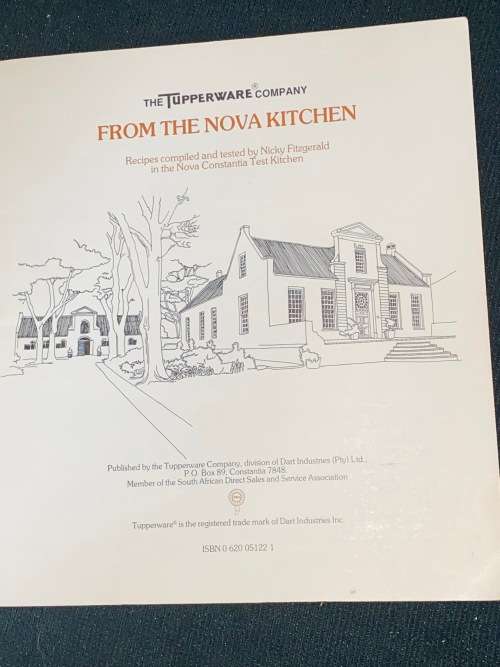 THE TUPPERWARE® COMPANY
FROM THE NOVA KITCHEN
Recipes compiled and tested by Nicky Fitzgerald
in the Nova Constantia Test Kitchen
Published by the Tupperware Company, division of Dart Industries (Pty) Ltd.,
P.O. Box 89, Constantia 7848.
Member of the South African Direct Sales and Service Association
Tupperware® is the registered trade mark of Dart Industries Inc.
ISBN 0 620 05122 1